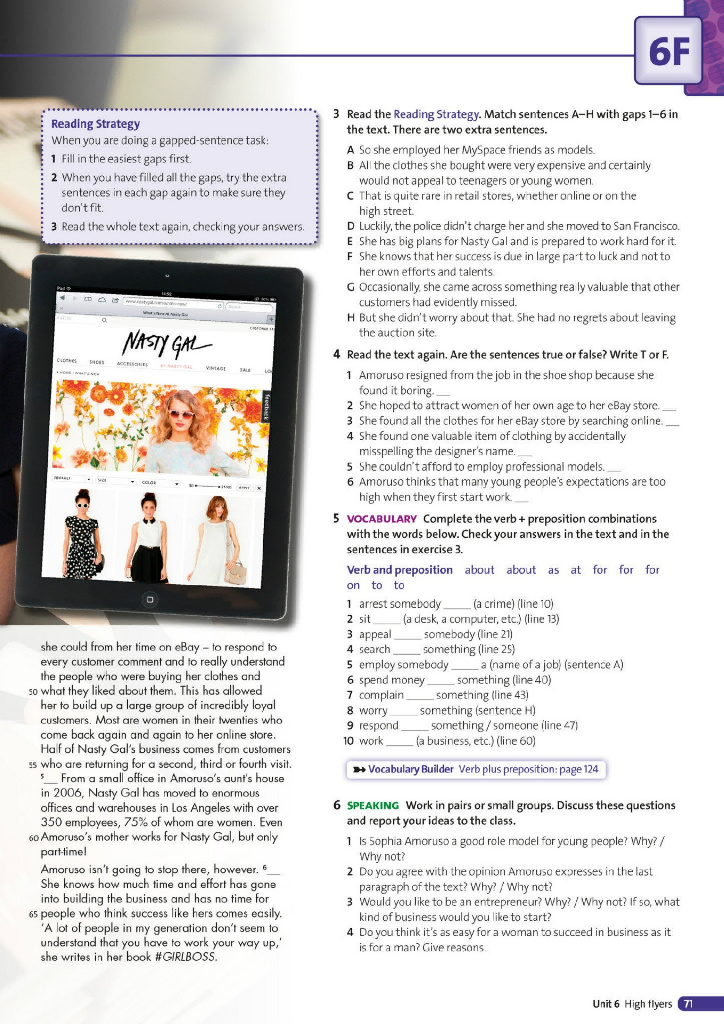 6F
Reading Strategy
When you are doing a gapped-sentence task:
1 Fill in the easiest gaps first.
2 When you have filled all the gaps, try the extra
sentences in each gap again to make sure they
don't fit.
3 Read the whole text again, checking your answers.
NASTY GAL
CLOTHES SHOES ACCESSORIES BY NASTY GAL VINTAGE SALE
feedback
COLOR
she could from her time on eBay – to respond to
every customer comment and to really understand
the people who were buying her clothes and
50 what they liked about them. This has allowed
her to build up a large group of incredibly loyal
customers. Most are women in their twenties who
come back again and again to her online store.
Half of Nasty Gal's business comes from customers
55 who are returning for a second, third or fourth visit.
5__ From a small office in Amoruso's aunt's house
in 2006, Nasty Gal has moved to enormous
offices and warehouses in Los Angeles with over
350 employees, 75% of whom are women. Even
60 Amoruso's mother works for Nasty Gal, but only
part-time!
Amoruso isn't going to stop there, however. 6__
She knows how much time and effort has gone
into building the business and has no time for
65 people who think success like hers comes easily.
'A lot of people in my generation don't seem to
understand that you have to work your way up,'
she writes in her book #GIRLBOSS.
3 Read the Reading Strategy. Match sentences A–H with gaps 1–6 in
the text. There are two extra sentences.
A So she employed her MySpace friends as models.
B All the clothes she bought were very expensive and certainly
would not appeal to teenagers or young women.
C That is quite rare in retail stores, whether online or on the
high street.
D Luckily, the police didn't charge her and she moved to San Francisco.
E She has big plans for Nasty Gal and is prepared to work hard for it.
F She knows that her success is due in large part to luck and not to
her own efforts and talents.
G Occasionally, she came across something really valuable that other
customers had evidently missed.
H But she didn't worry about that. She had no regrets about leaving
the auction site.
4 Read the text again. Are the sentences true or false? Write T or F.
1 Amoruso resigned from the job in the shoe shop because she
found it boring. __
2 She hoped to attract women of her own age to her eBay store. __
3 She found all the clothes for her eBay store by searching online. __
4 She found one valuable item of clothing by accidentally
misspelling the designer's name. __
5 She couldn't afford to employ professional models. __
6 Amoruso thinks that many young people's expectations are too
high when they first start work. __
5 VOCABULARY Complete the verb + preposition combinations
with the words below. Check your answers in the text and in the
sentences in exercise 3.
Verb and preposition about about as at for for for
on to to
1 arrest somebody ____ (a crime) (line 10)
2 sit ____ (a desk, a computer, etc.) (line 13)
3 appeal ____ somebody (line 21)
4 search ____ something (line 25)
5 employ somebody ____ a (name of a job) (sentence A)
6 spend money ____ something (line 40)
7 complain ____ something (line 43)
8 worry ____ something (sentence H)
9 respond ____ something / someone (line 47)
10 work ____ (a business, etc.) (line 60)
Vocabulary Builder Verb plus preposition: page 124
6 SPEAKING Work in pairs or small groups. Discuss these questions
and report your ideas to the class.
1 Is Sophia Amoruso a good role model for young people? Why? /
Why not?
2 Do you agree with the opinion Amoruso expresses in the last
paragraph of the text? Why? / Why not?
3 Would you like to be an entrepreneur? Why? / Why not? If so, what
kind of business would you like to start?
4 Do you think it's as easy for a woman to succeed in business as it
is for a man? Give reasons.
Unit 6 High flyers 71